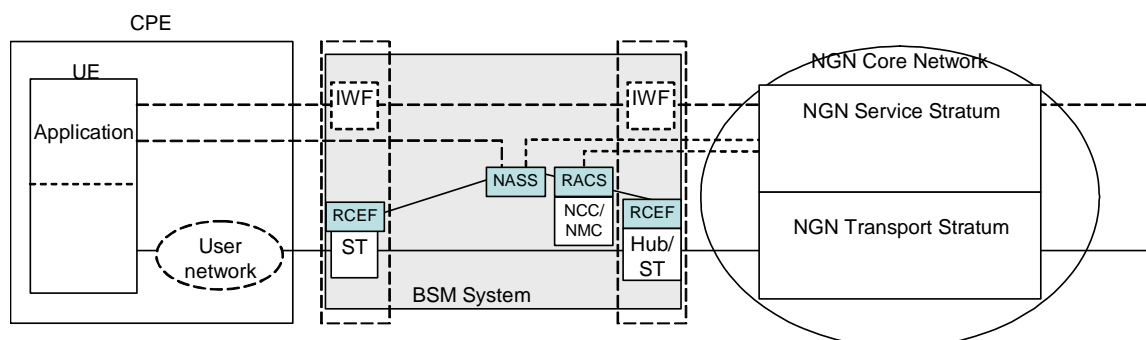 CPE
UE
Application
User
network
IWF
IWF
NASS
RACS
NCC/
NMC
RCEF
ST
RCEF
Hub/
ST
BSM System
NGN Core Network
NGN Service Stratum
NGN Transport Stratum